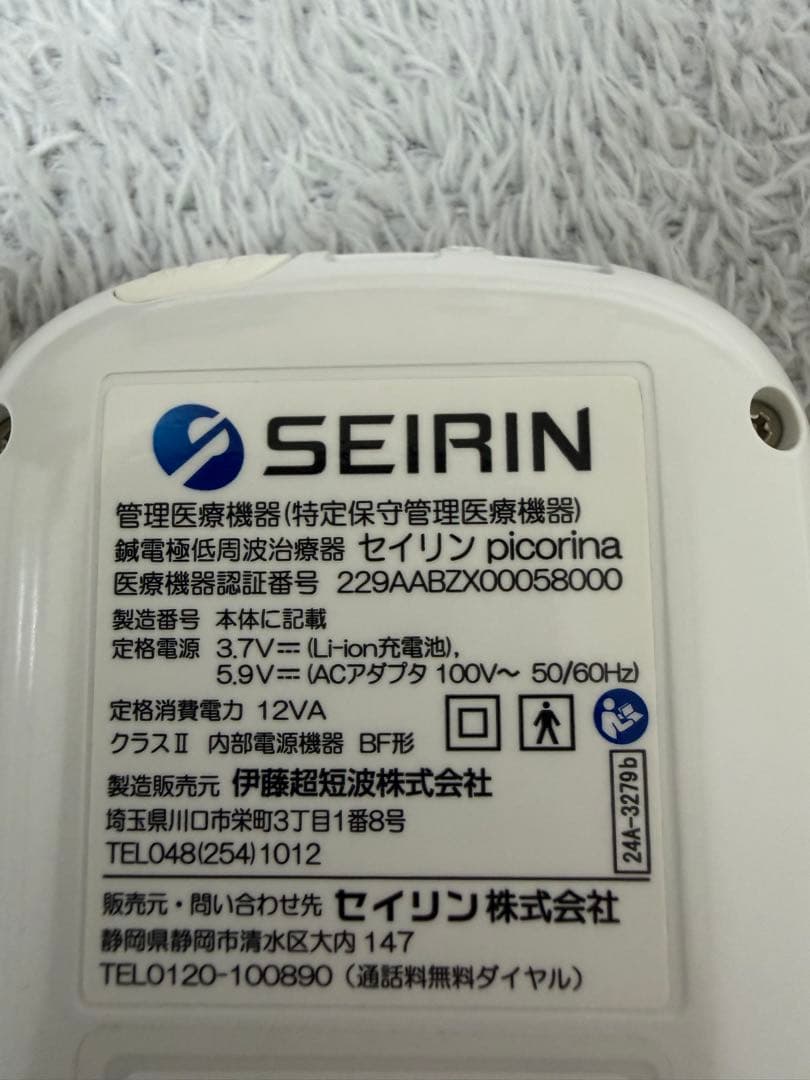 SEIRIN
管理医療機器(特定保守管理医療機器)
鍼電極低周波治療器 セイリン picorina
医療機器認証番号 229AABZX00058000
製造番号 本体に記載
定格電源 3.7V⎓(Li-ion充電池),
5.9V⎓(ACアダプタ 100V～ 50/60Hz)
定格消費電力 12VA
クラスⅡ 内部電源機器 BF形
製造販売元 伊藤超短波株式会社
埼玉県川口市栄町3丁目1番8号
TEL048(254)1012
24A-3279b
販売元・問い合わせ先 セイリン株式会社
静岡県静岡市清水区大内147
TEL0120-100890（通話料無料ダイヤル）